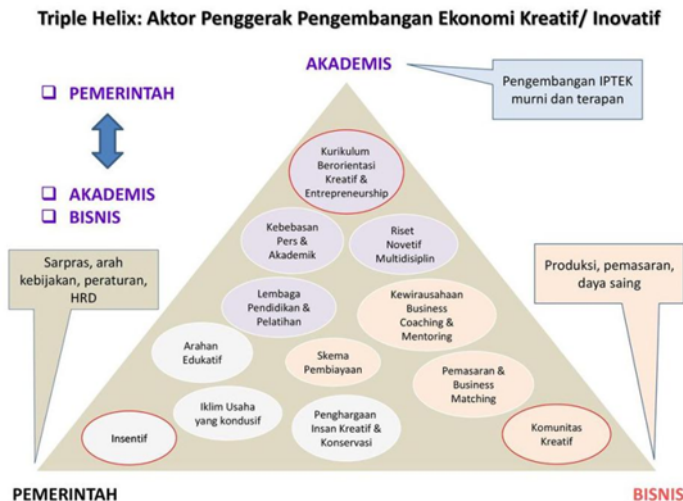 Triple Helix: Aktor Penggerak Pengembangan Ekonomi Kreatif/ Inovatif
AKADEMIS
Pengembangan IPTEK
murni dan terapan
PEMERINTAH
AKADEMIS
BISNIS
Kurikulum
Berorientasi
Kreatif &
Entrepreneurship
Kebebasan
Pers &
Akademik
Riset
Novetif
Multidisiplin
Sarpras, arah
kebijakan, peraturan,
HRD
Produksi, pemasaran,
daya saing
Lembaga
Pendidikan &
Pelatihan
Kewirausahaan
Business
Coaching &
Mentoring
Arahan
Edukatif
Skema
Pembiayaan
Pemasaran &
Business
Matching
Insentif
Iklim Usaha
yang kondusif
Penghargaan
Insan Kreatif &
Konservasi
Komunitas
Kreatif
PEMERINTAH
BISNIS